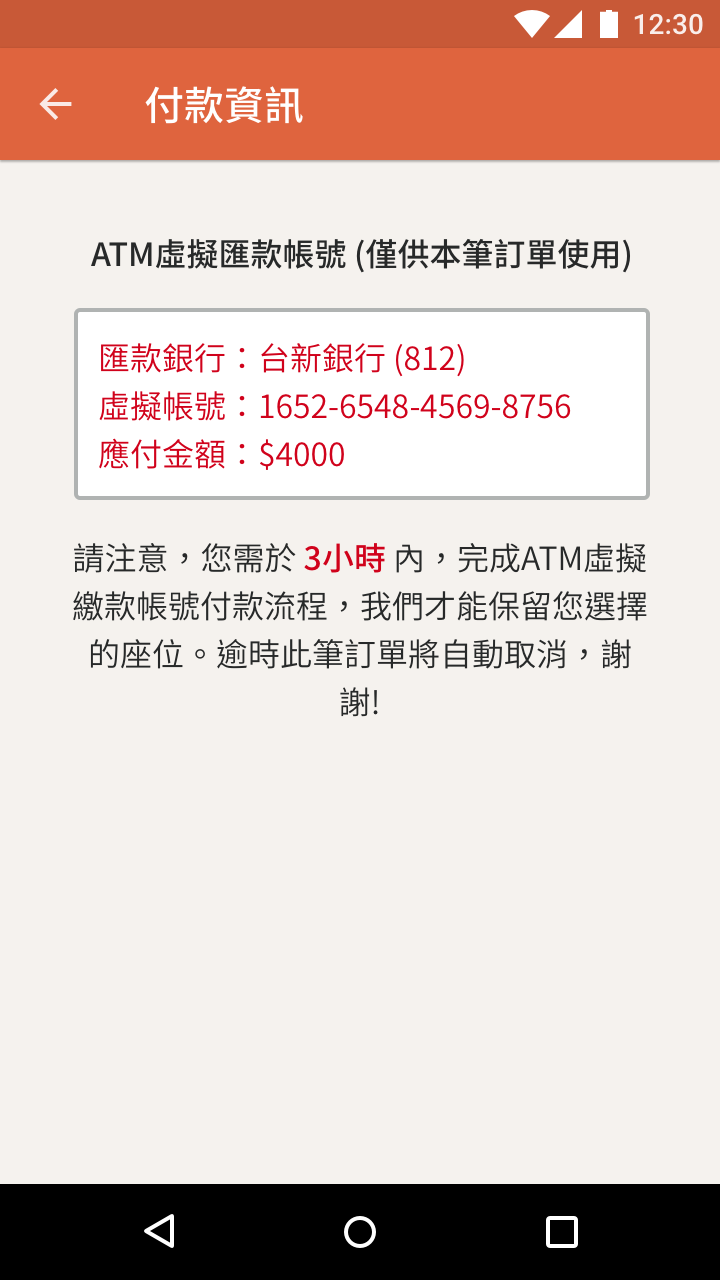 12:30
付款資訊
ATM虛擬匯款帳號 (僅供本筆訂單使用)
匯款銀行：台新銀行 (812)
虛擬帳號：1652-6548-4569-8756
應付金額：$4000
請注意，您需於 3小時 內，完成ATM虛擬
繳款帳號付款流程，我們才能保留您選擇
的座位。逾時此筆訂單將自動取消，謝
謝!